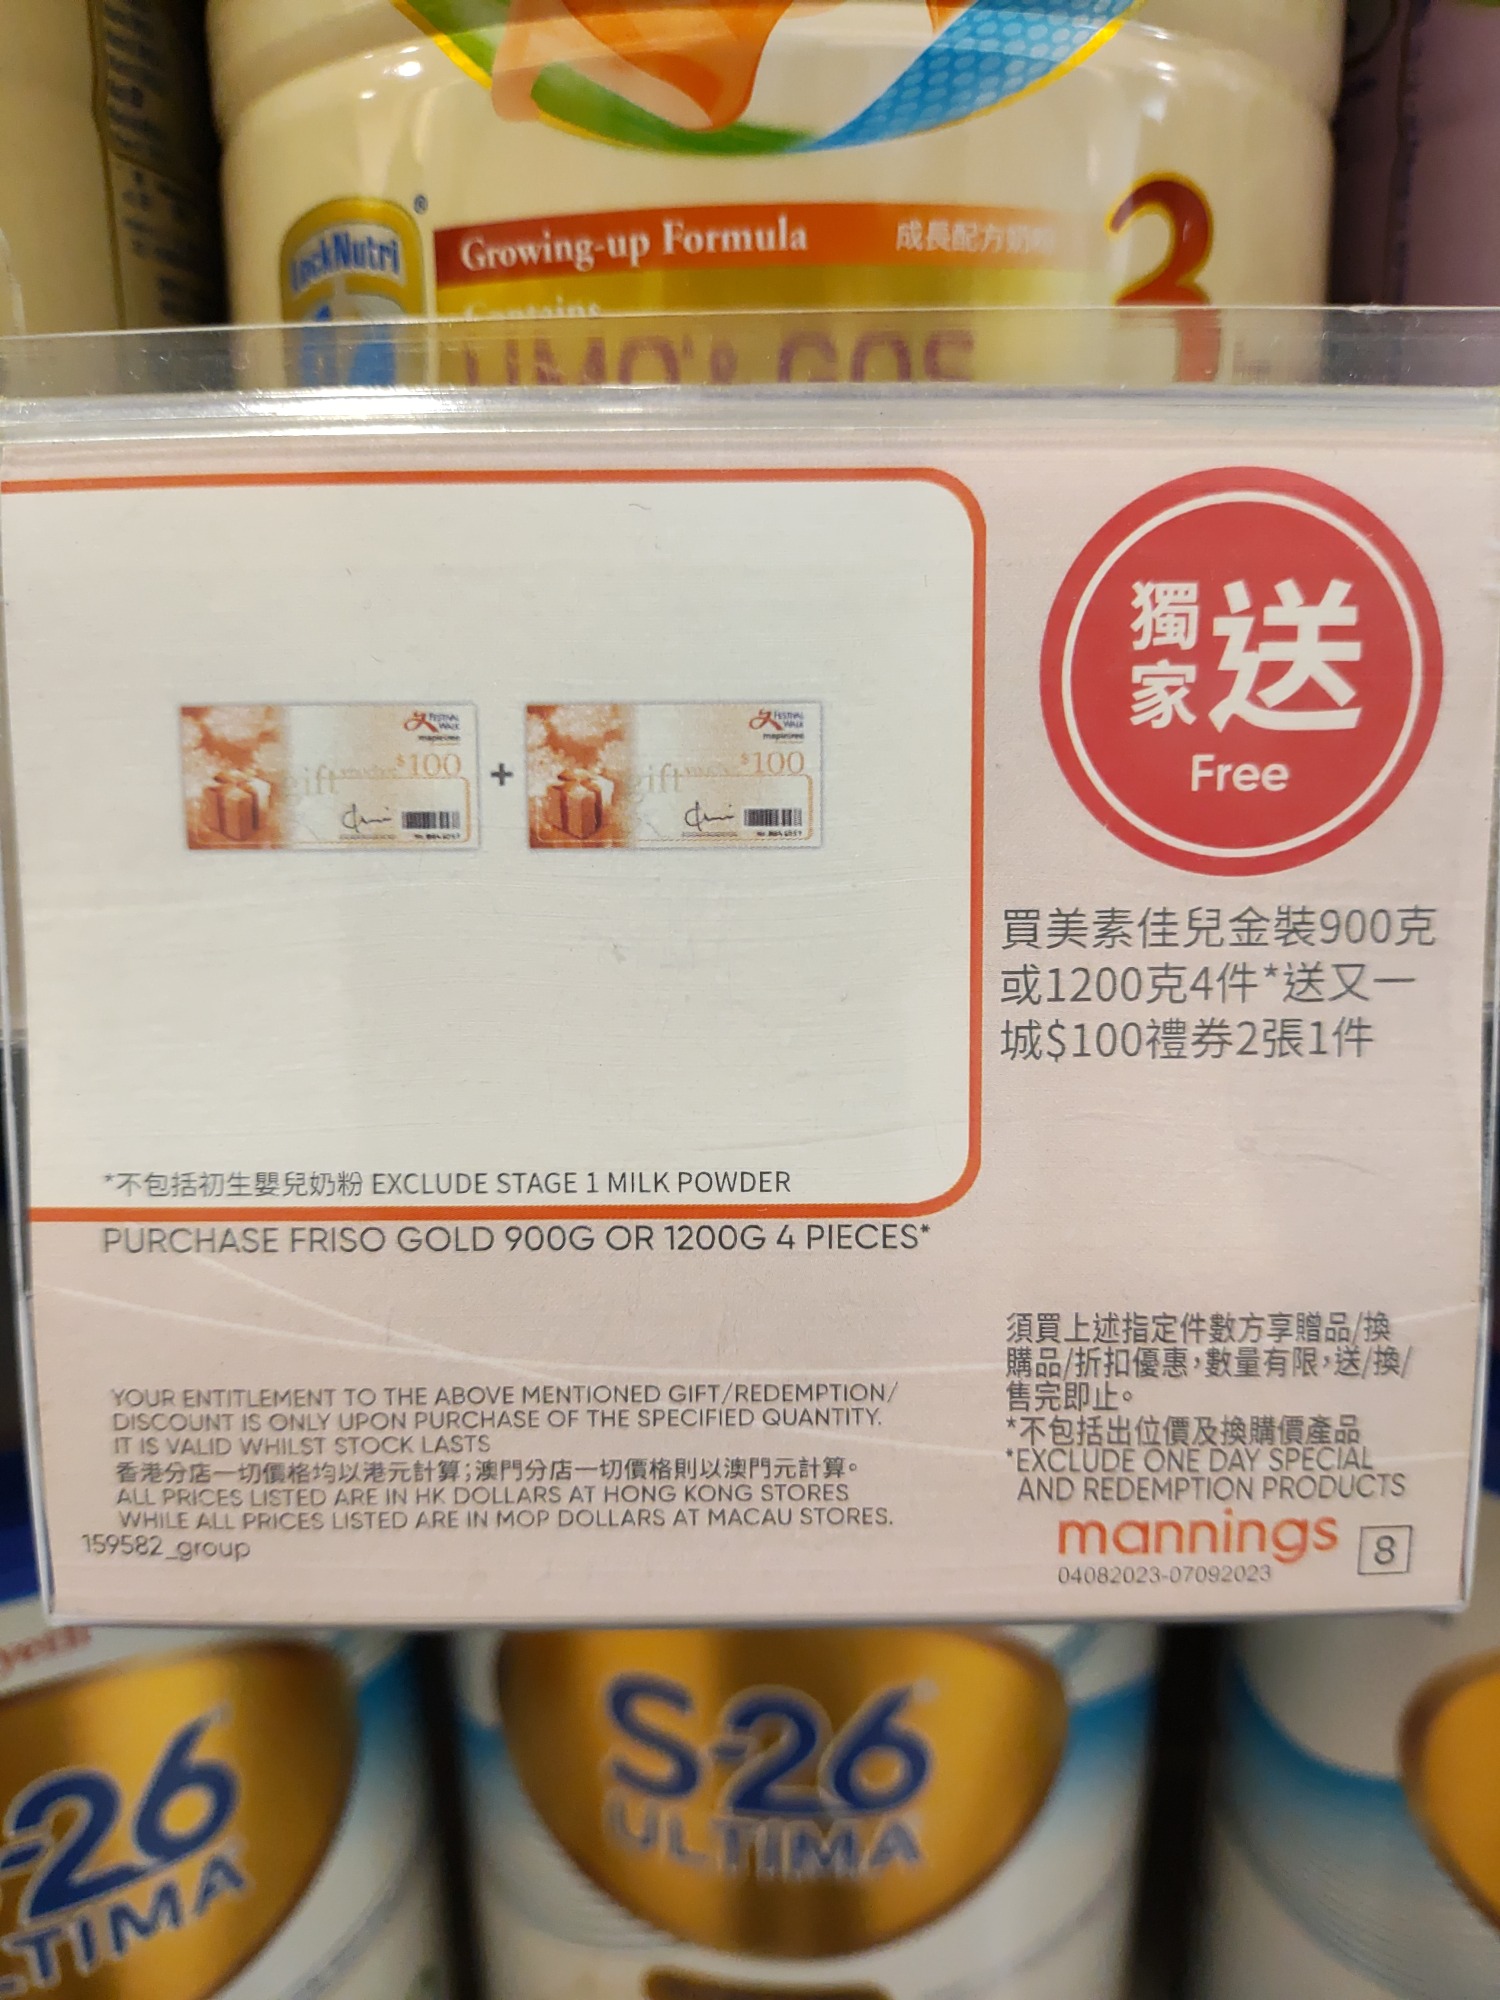 LockNutri
®
Growing-up Formula 成長配方奶粉 3
Contains
獨家 送
Free
FESTIVAL WALK
$100
+
FESTIVAL WALK
$100
買美素佳兒金裝900克
或1200克4件*送又一
城$100禮券2張1件
*不包括初生嬰兒奶粉 EXCLUDE STAGE 1 MILK POWDER
PURCHASE FRISO GOLD 900G OR 1200G 4 PIECES*
YOUR ENTITLEMENT TO THE ABOVE MENTIONED GIFT/REDEMPTION/
DISCOUNT IS ONLY UPON PURCHASE OF THE SPECIFIED QUANTITY.
IT IS VALID WHILST STOCK LASTS
香港分店一切價格均以港元計算;澳門分店一切價格則以澳門元計算。
ALL PRICES LISTED ARE IN HK DOLLARS AT HONG KONG STORES
WHILE ALL PRICES LISTED ARE IN MOP DOLLARS AT MACAU STORES.
159582_group
須買上述指定件數方享贈品/換
購品/折扣優惠,數量有限,送/換/
售完即止。
*不包括出位價及換購價產品
*EXCLUDE ONE DAY SPECIAL
AND REDEMPTION PRODUCTS
mannings 8
04082023-07092023
-26
S-26
ULTIMA